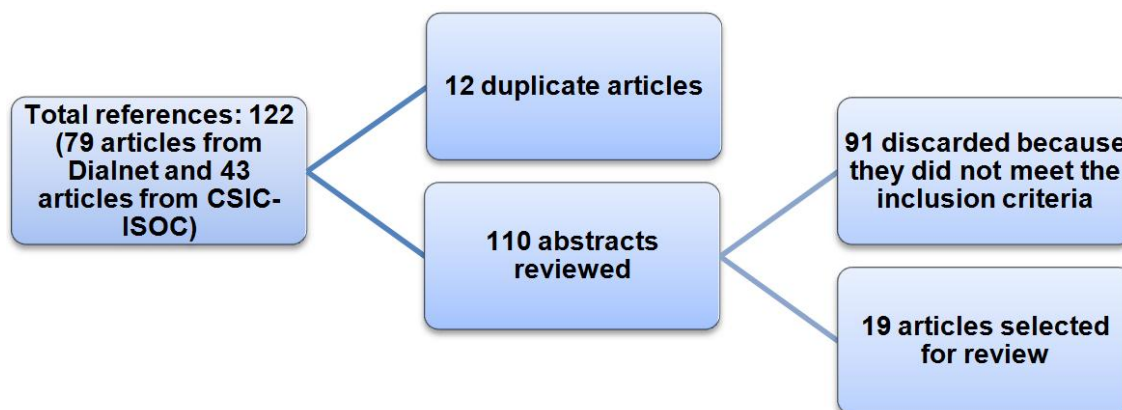 Total references: 122
(79 articles from
Dialnet and 43
articles from CSIC-
ISOC)
12 duplicate articles
110 abstracts
reviewed
91 discarded because
they did not meet the
inclusion criteria
19 articles selected
for review